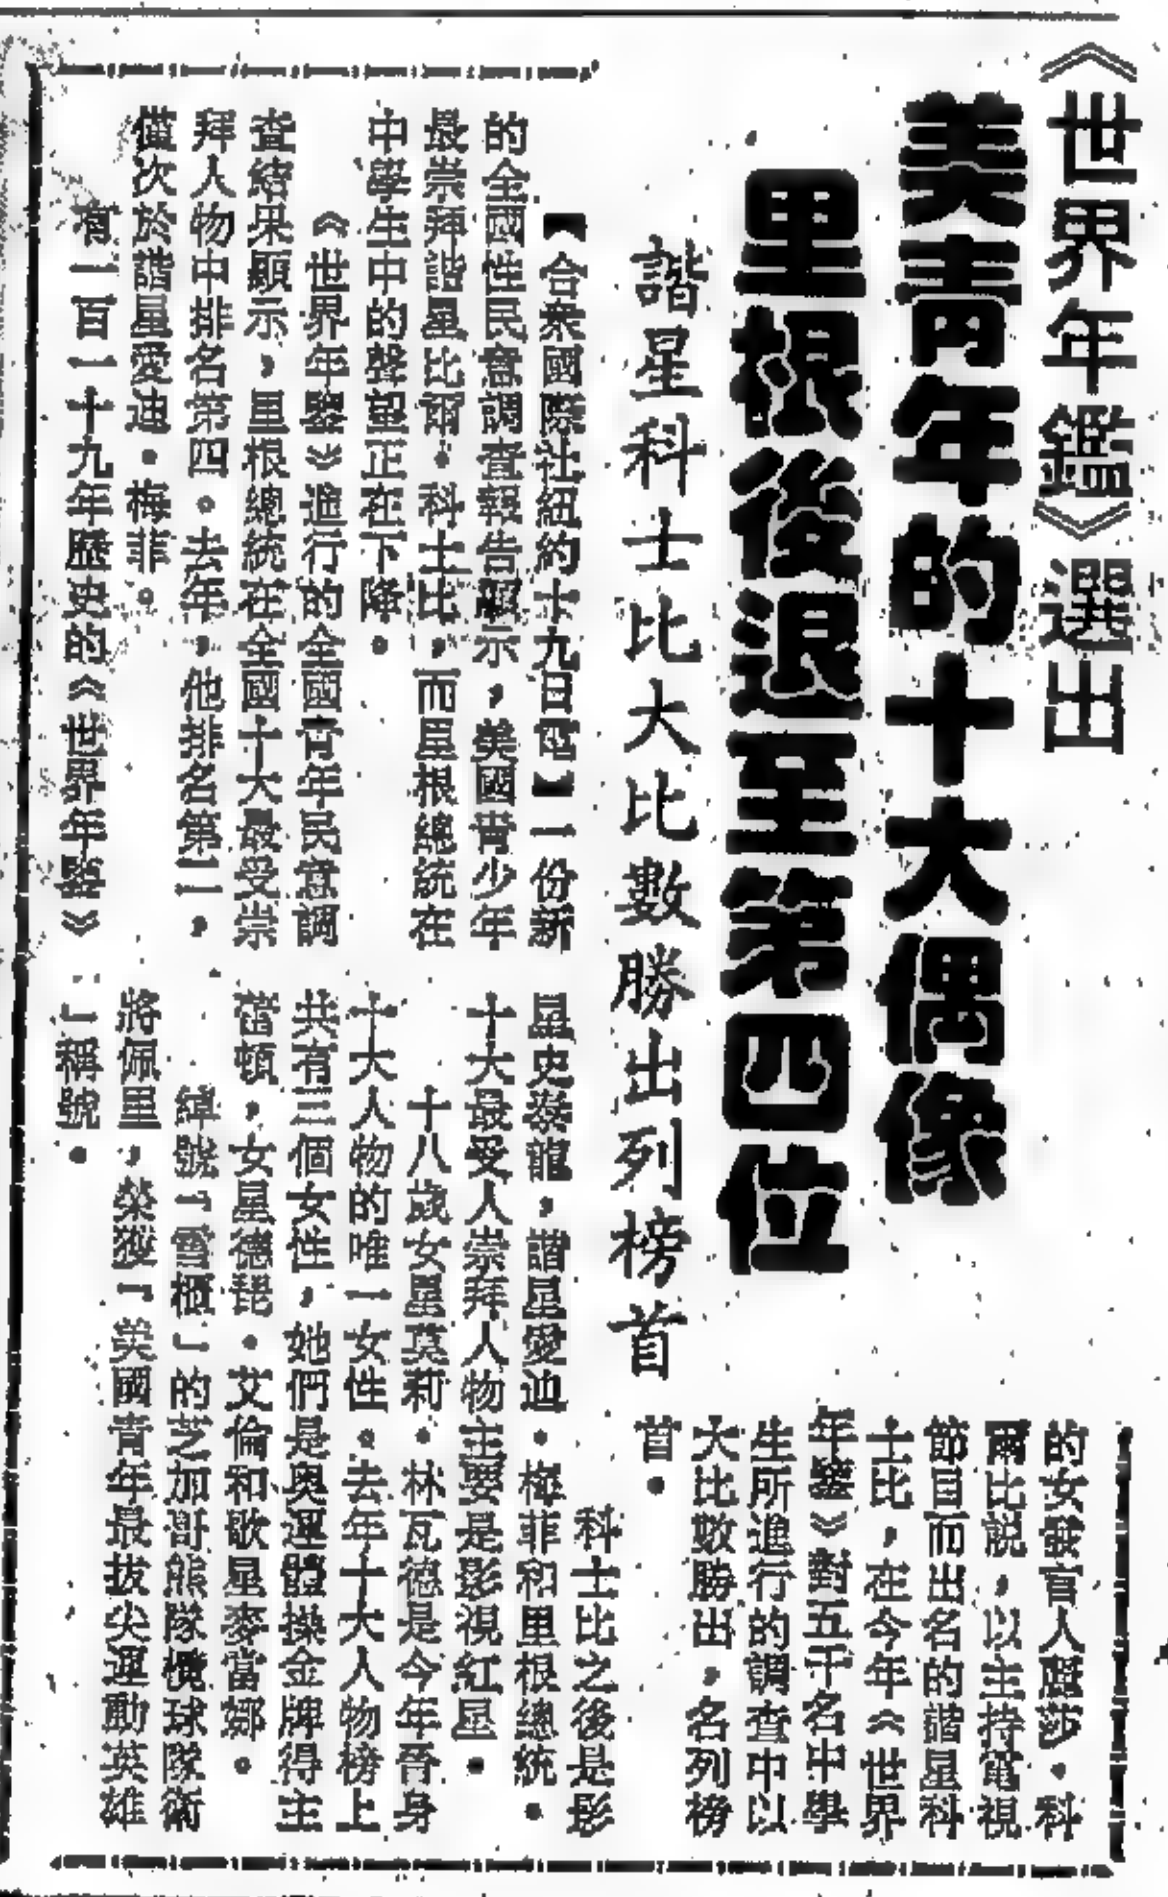 《世界年鑑》選出
美青年的十大偶像
里根後退至第四位
諧星科士比大比數勝出列榜首
【合衆國際社紐約十九日電】一份新
的全國性民意調查報告顯示，美國青少年
最崇拜諧星比爾·科士比，而里根總統在
中學生中的聲望正在下降。
《世界年鑒》進行的全國青年民意調
查結果顯示，里根總統在全國十大最受崇
拜人物中排名第四。去年，他排名第二，
僅次於諧星愛迪·梅菲。
有一百一十九年歷史的《世界年鑒》
的女發言人麗莎·科
爾比説，以主持電視
節目而出名的諧星科
士比，在今年《世界
年鑒》對五千名中學
生所進行的調查中以
大比數勝出，名列榜
首。
科士比之後是影
星史泰龍，諧星愛迪·梅菲和里根總統。
十大最受人崇拜人物主要是影視紅星。
十八歲女星莫莉·林瓦德是今年晉身
十大人物的唯一女性。去年十大人物榜上
共有三個女性，她們是奧運體操金牌得主
雷頓，女星德琵·艾倫和歌星麥當娜。
綽號「雪櫃」的芝加哥熊隊欖球隊衛
將佩里，榮獲「美國青年最拔尖運動英雄
」稱號。